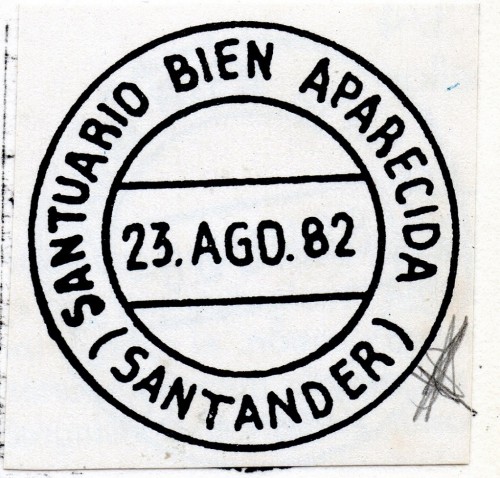 SANTUARIO BIEN APARECIDA
23. AGO. 82
(SANTANDER)